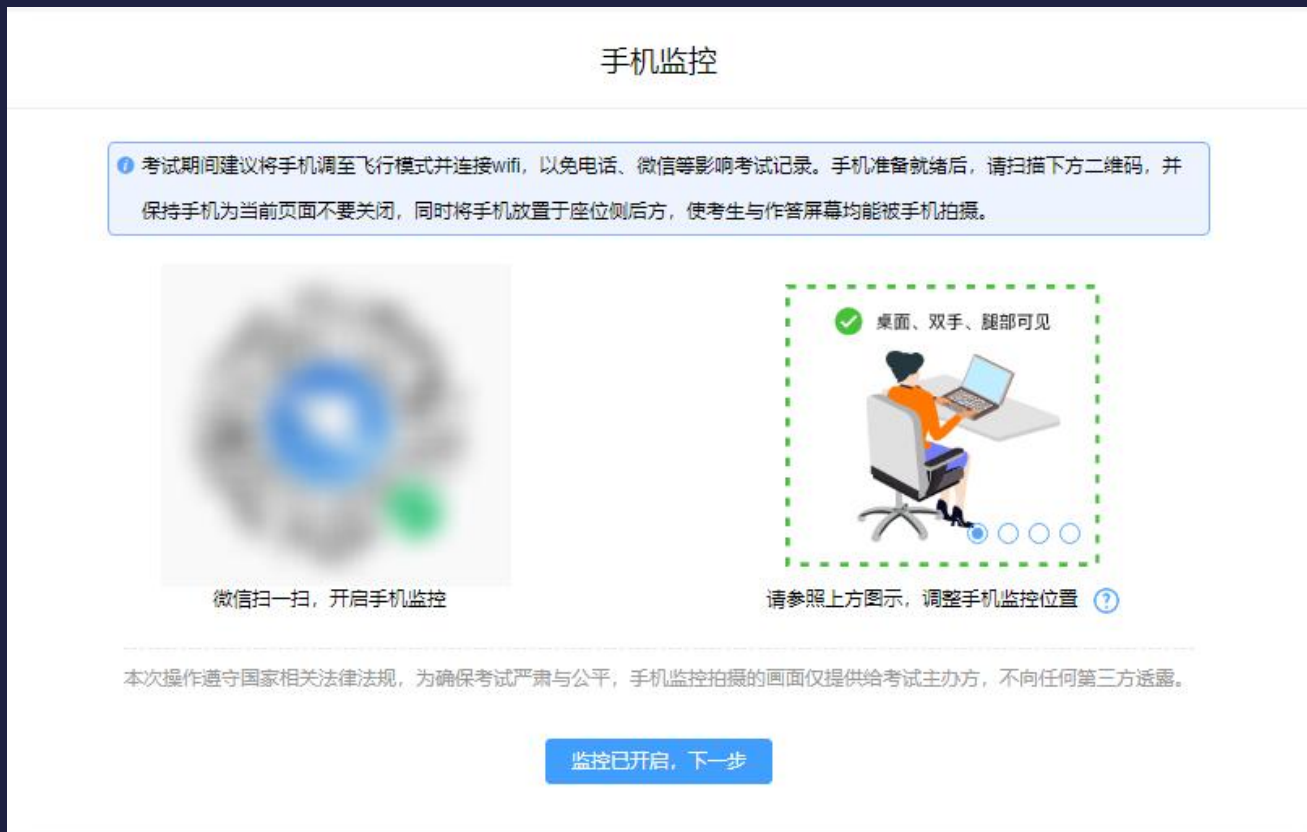 手机监控
考试期间建议将手机调至飞行模式并连接wifi，以免电话、微信等影响考试记录。手机准备就绪后，请扫描下方二维码，并
保持手机为当前页面不要关闭，同时将手机放置于座位侧后方，使考生与作答屏幕均能被手机拍摄。
桌面、双手、腿部可见
微信扫一扫，开启手机监控
请参照上方图示，调整手机监控位置
本次操作遵守国家相关法律法规，为确保考试严肃与公平，手机监控拍摄的画面仅提供给考试主办方，不向任何第三方透露。
监控已开启，下一步